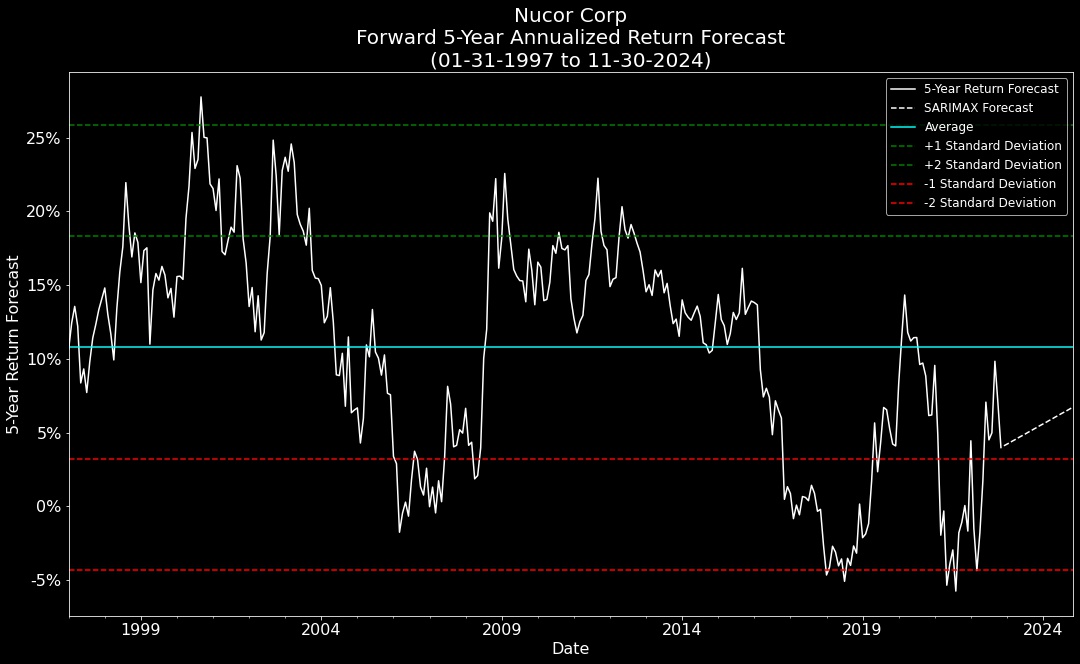 Nucor Corp
Forward 5-Year Annualized Return Forecast
(01-31-1997 to 11-30-2024)
5-Year Return Forecast
SARIMAX Forecast
Average
+1 Standard Deviation
+2 Standard Deviation
-1 Standard Deviation
-2 Standard Deviation
5-Year Return Forecast
25%
20%
15%
10%
5%
0%
-5%
1999 2004 2009 2014 2019 2024
Date